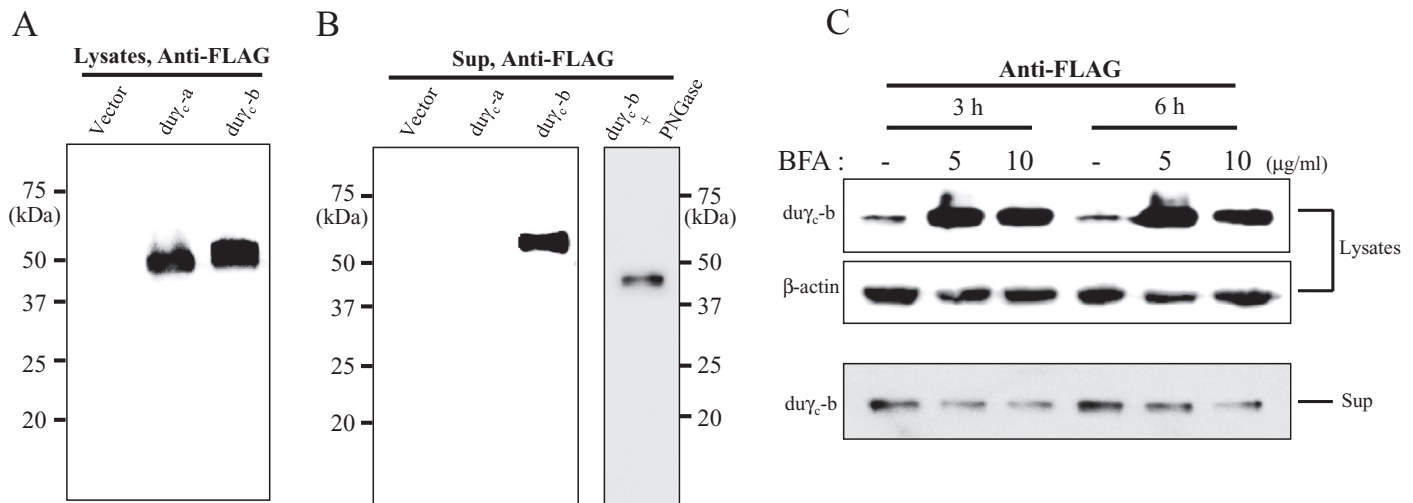 A
Lysates, Anti-FLAG
Vector
duγc-a
duγc-b
75
(kDa)
50
37
25
20
B
Sup, Anti-FLAG
Vector
duγc-a
duγc-b
duγc-b
+
PNGase
75
(kDa)
50
37
25
20
75
(kDa)
50
37
25
20
C
Anti-FLAG
3 h
6 h
BFA : - 5 10 - 5 10 (μg/ml)
duγc-b
β-actin
Lysates
duγc-b
Sup